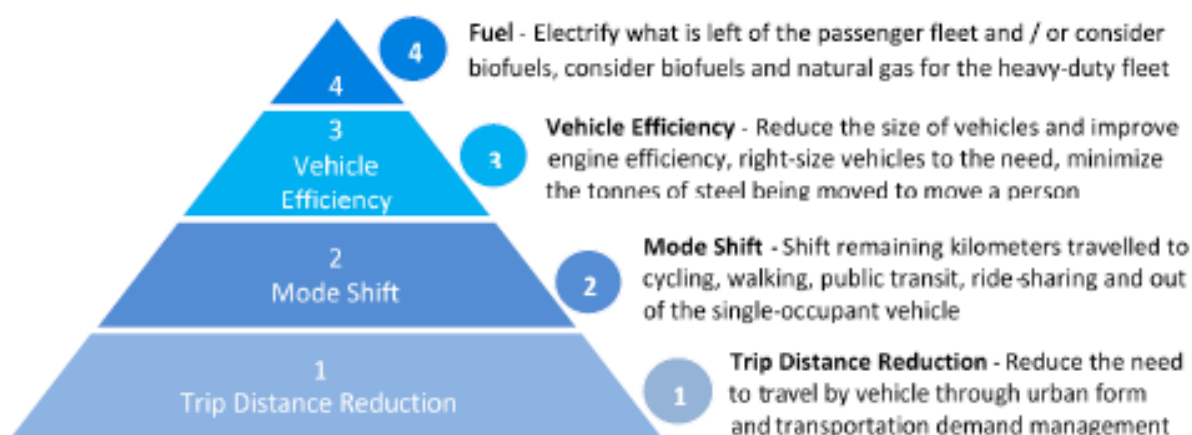 4
4
Fuel - Electrify what is left of the passenger fleet and / or consider
biofuels, consider biofuels and natural gas for the heavy-duty fleet
3
Vehicle
Efficiency
3
Vehicle Efficiency - Reduce the size of vehicles and improve
engine efficiency, right-size vehicles to the need, minimize
the tonnes of steel being moved to move a person
2
Mode Shift
2
Mode Shift - Shift remaining kilometers travelled to
cycling, walking, public transit, ride-sharing and out
of the single-occupant vehicle
1
Trip Distance Reduction
1
Trip Distance Reduction - Reduce the need
to travel by vehicle through urban form
and transportation demand management